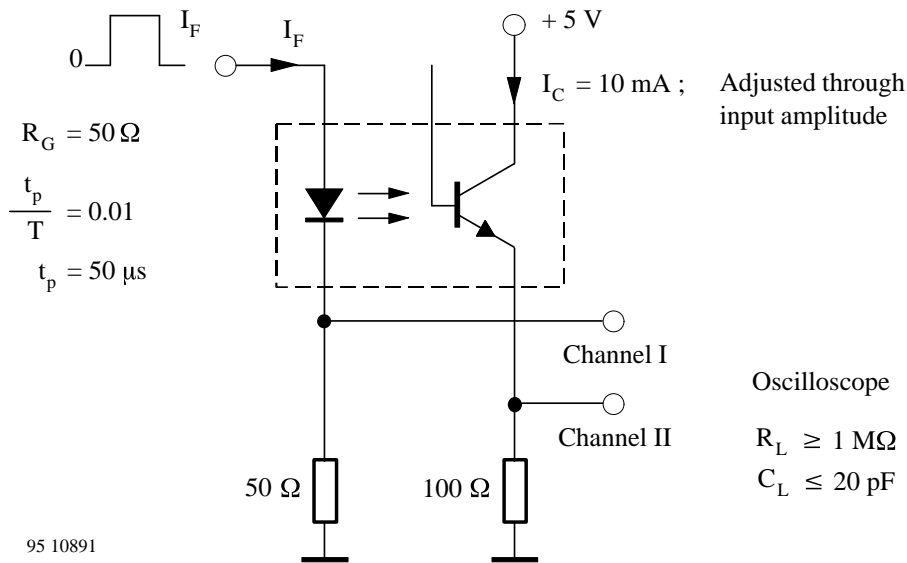 I_F
I_F
+ 5 V
0
I_C = 10 mA ;
Adjusted through
input amplitude
R_G = 50 Ω
t_p
T
= 0.01
t_p = 50 µs
Channel I
Channel II
Oscilloscope
R_L ≥ 1 MΩ
C_L ≤ 20 pF
50 Ω
100 Ω
95 10891